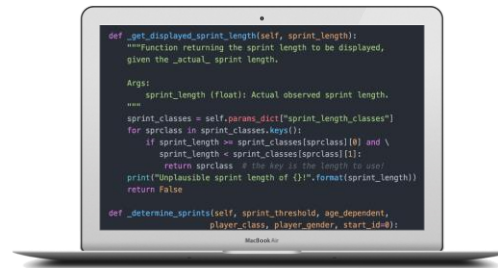 def _get_displayed_sprint_length(self, sprint_length):
"""Function returning the sprint length to be displayed,
given the _actual_ sprint length.
Args:
sprint_length (float): Actual observed sprint length.
"""
sprint_classes = self.params_dict["sprint_length_classes"]
for sprclass in sprint_classes.keys():
if sprint_length >= sprint_classes[sprclass][0] and \
sprint_length < sprint_classes[sprclass][1]:
return sprclass # the key is the length to use!
print("Unplausible sprint length of {}!".format(sprint_length))
return False
def _determine_sprints(self, sprint_threshold, age_dependent,
player_class, player_gender, start_id=0):
MacBook Air